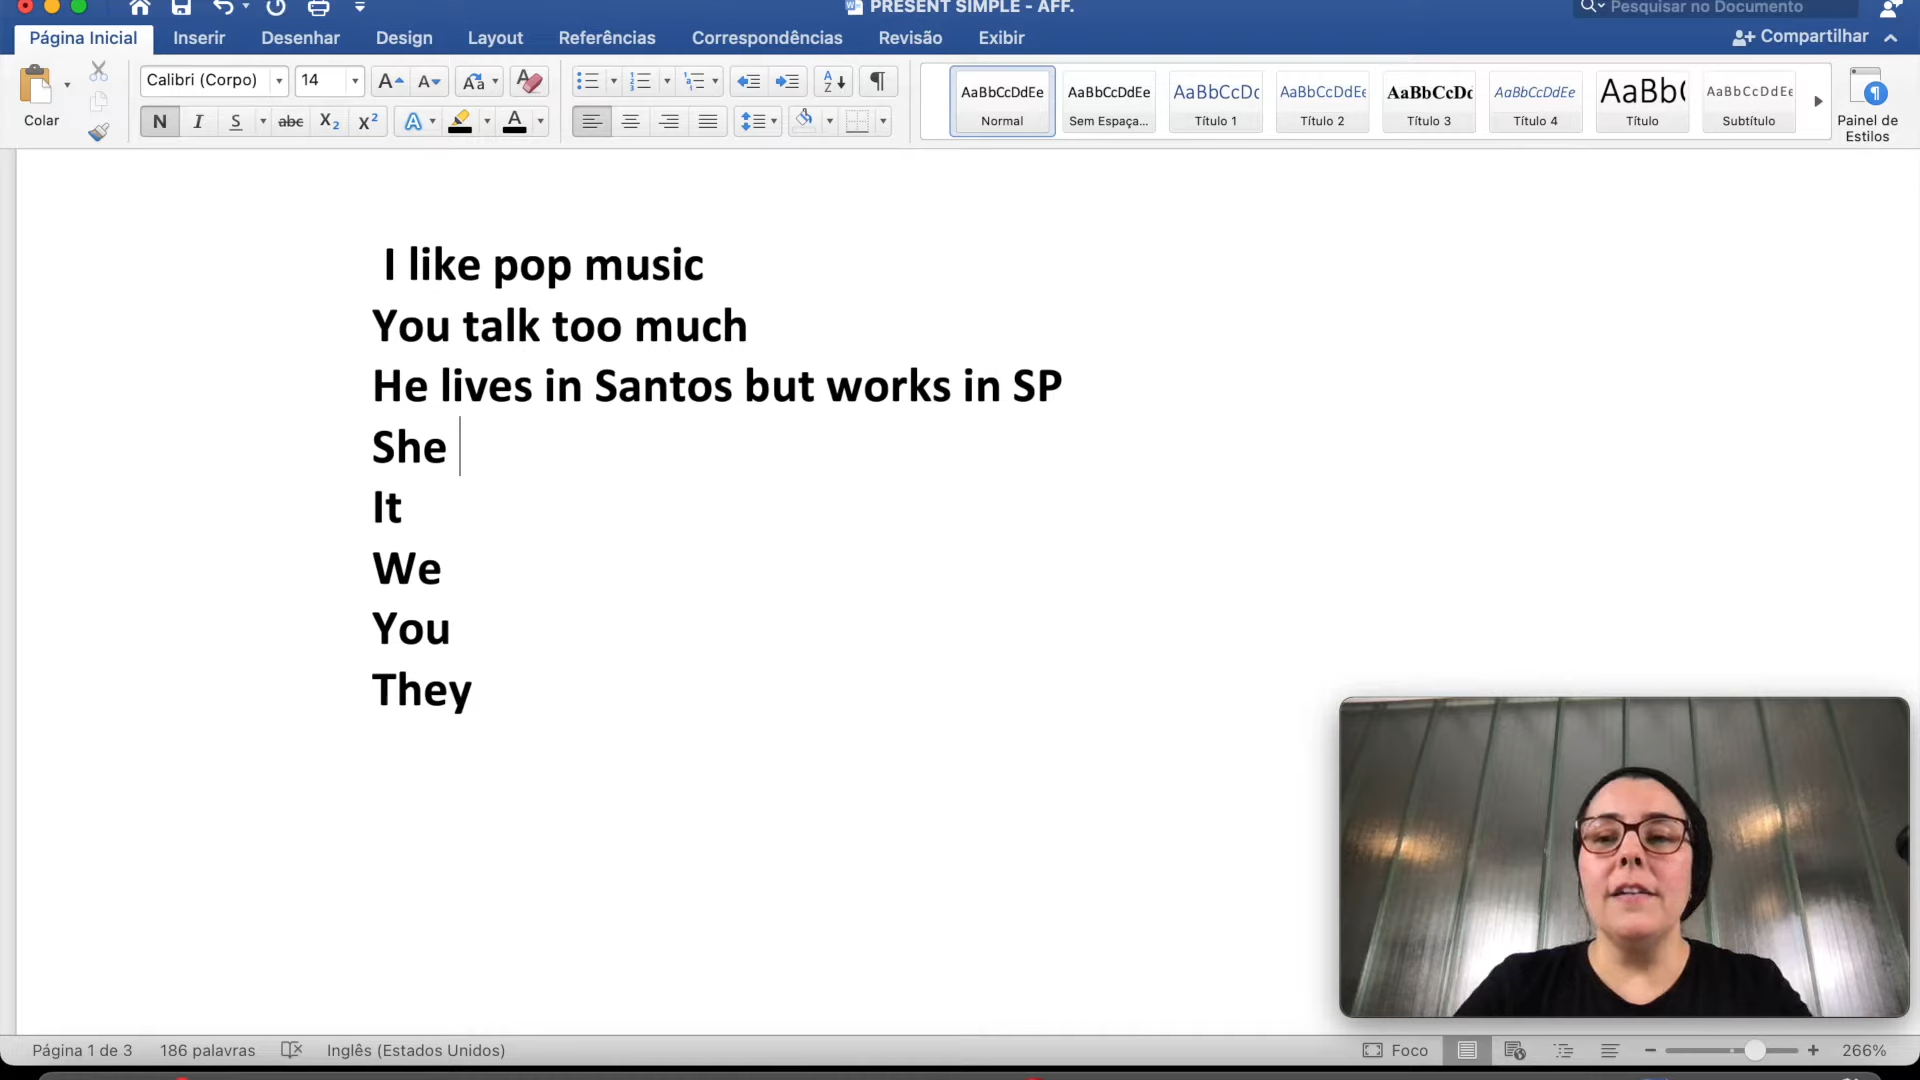 PRESENT SIMPLE - AFF.
Pesquisar no Documento
Página Inicial Inserir Desenhar Design Layout Referências Correspondências Revisão Exibir Compartilhar
Calibri (Corpo) 14
AaBbCcDdEe AaBbCcDdEe AaBbCcDc AaBbCcDdEe AaBbCcDc AaBbCcDdEe AaBb( AaBbCcDdEe
Colar
Normal Sem Espaça... Título 1 Título 2 Título 3 Título 4 Título Subtítulo
Painel de
Estilos
I like pop music
You talk too much
He lives in Santos but works in SP
She
It
We
You
They
Página 1 de 3 186 palavras Inglês (Estados Unidos) Foco 266%